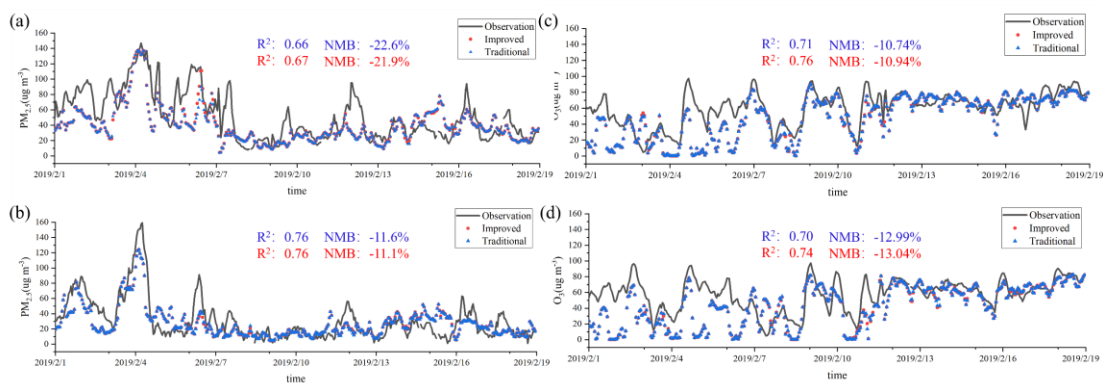 (a)
R²: 0.66 NMB: -22.6%
R²: 0.67 NMB: -21.9%
Observation
Improved
Traditional
PM2.5(ug m-3)
160
140
120
100
80
60
40
20
0
2019/2/1 2019/2/4 2019/2/7 2019/2/10 2019/2/13 2019/2/16 2019/2/19
time
(b)
R²: 0.76 NMB: -11.6%
R²: 0.76 NMB: -11.1%
Observation
Improved
Traditional
PM2.5(ug m-3)
160
140
120
100
80
60
40
20
0
2019/2/1 2019/2/4 2019/2/7 2019/2/10 2019/2/13 2019/2/16 2019/2/19
time
(c)
R²: 0.71 NMB: -10.74%
R²: 0.76 NMB: -10.94%
Observation
Improved
Traditional
160
140
120
100
80
60
40
20
0
2019/2/1 2019/2/4 2019/2/7 2019/2/10 2019/2/13 2019/2/16 2019/2/19
time
(d)
R²: 0.70 NMB: -12.99%
R²: 0.74 NMB: -13.04%
Observation
Improved
Traditional
O3(ug m-3)
160
140
120
100
80
60
40
20
0
2019/2/1 2019/2/4 2019/2/7 2019/2/10 2019/2/13 2019/2/16 2019/2/19
time